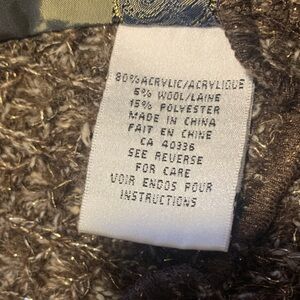 80%ACRYLIC/ACRYLIQUE
5% WOOL/LAINE
15% POLYESTER
MADE IN CHINA
FAIT EN CHINE
CA 40336
SEE REVERSE
FOR CARE
VOIR ENDOS POUR
INSTRUCTIONS